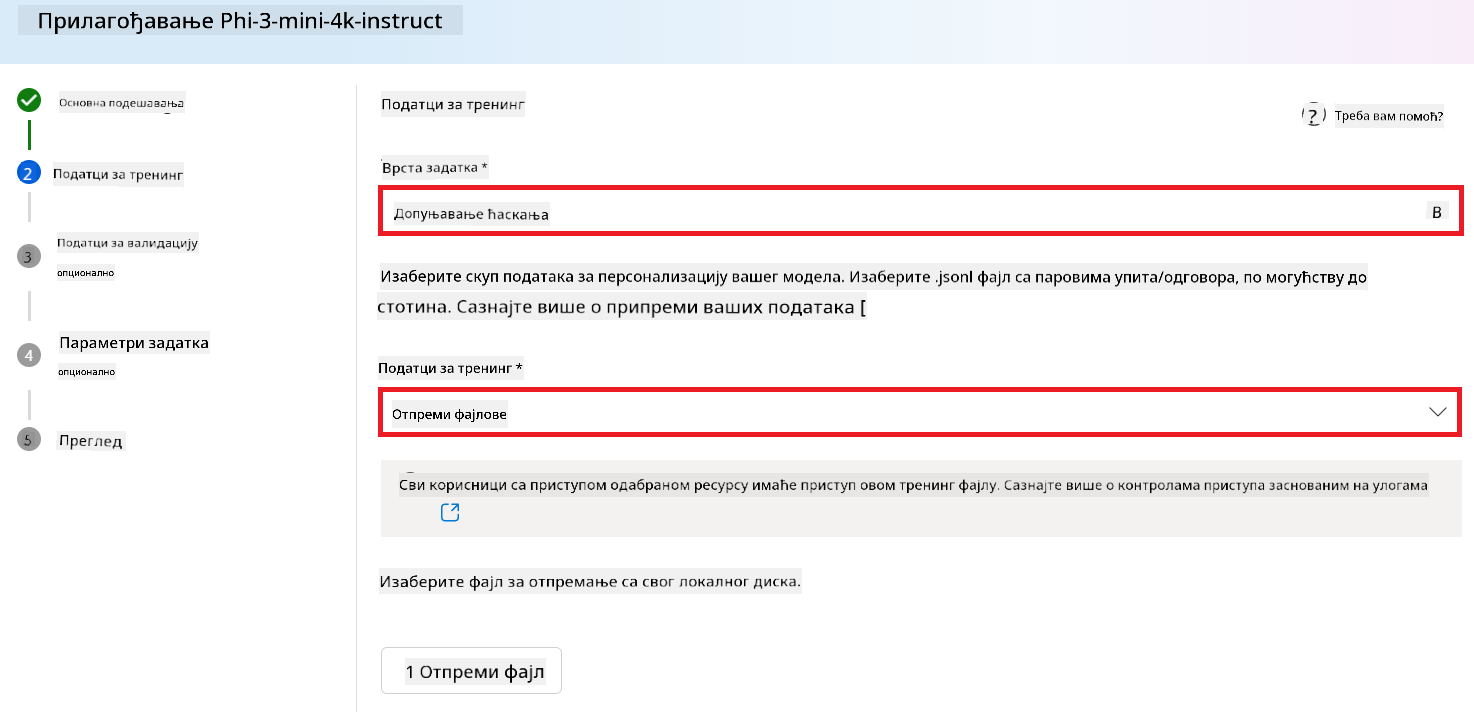 Прилагођавање Phi-3-mini-4k-instruct
Основна подешавања
2
Подаtци за тренинг
3
Податци за валидацију
опционално
4
Параметри задатка
опционално
5
Преглед
Податци за тренинг
?
Треба вам помоћ?
Врста задатка *
Допуњавање ћаскања
В
Изаберите скуп података за персонализацију вашег модела. Изаберите .jsonl фајл са паровима упита/одговора, по могућству до
стотина. Сазнајте више о припреми ваших података [
Податци за тренинг *
Отпреми фајлове
Сви корисници са приступом одабраном ресурсу имаће приступ овом тренинг фајлу. Сазнајте више о контролама приступа заснованим на улогама
Изаберите фајл за отпремање са свог локалног диска.
1 Отпреми фајл